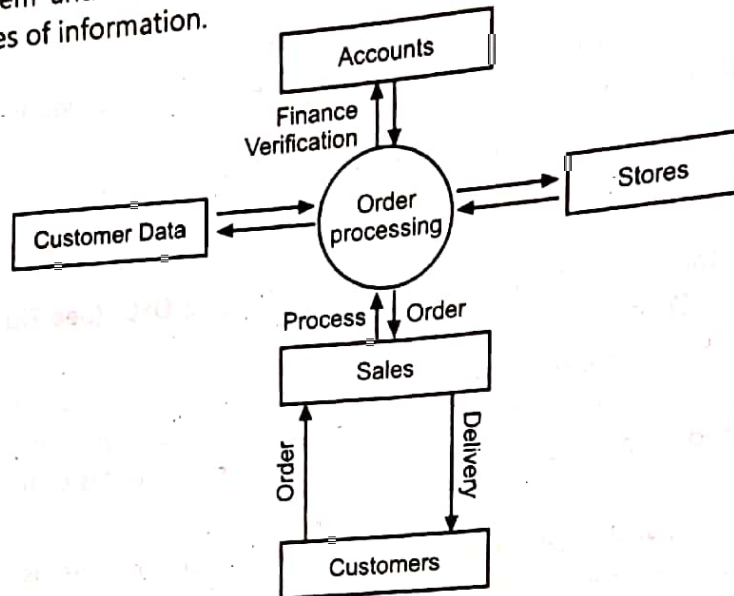 es of information.
Accounts
Finance
Verification
Stores
Order
processing
Customer Data
Process
Order
Sales
Order
Delivery
Customers